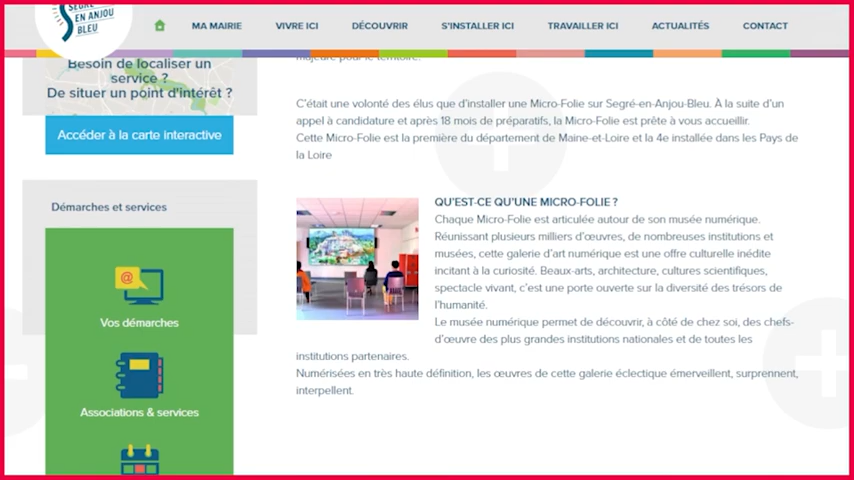 SEGRÉ
EN ANJOU
BLEU
MA MAIRIE
VIVRE ICI
DÉCOUVRIR
S'INSTALLER ICI
TRAVAILLER ICI
ACTUALITÉS
CONTACT
Besoin de localiser un
service ?
De situer un point d'intérêt ?
Accéder à la carte interactive
Démarches et services
@
Vos démarches
Associations & services
majeure pour le territoire.
C'était une volonté des élus que d'installer une Micro-Folie sur Segré-en-Anjou-Bleu. À la suite d'un
appel à candidature et après 18 mois de préparatifs, la Micro-Folie est prête à vous accueillir.
Cette Micro-Folie est la première du département de Maine-et-Loire et la 4e installée dans les Pays de
la Loire
QU'EST-CE QU'UNE MICRO-FOLIE ?
Chaque Micro-Folie est articulée autour de son musée numérique.
Réunissant plusieurs milliers d'œuvres, de nombreuses institutions et
musées, cette galerie d'art numérique est une offre culturelle inédite
incitant à la curiosité. Beaux-arts, architecture, cultures scientifiques,
spectacle vivant, c'est une porte ouverte sur la diversité des trésors de
l'humanité.
Le musée numérique permet de découvrir, à côté de chez soi, des chefs-
d'œuvre des plus grandes institutions nationales et de toutes les
institutions partenaires.
Numérisées en très haute définition, les œuvres de cette galerie éclectique émerveillent, surprennent,
interpellent.